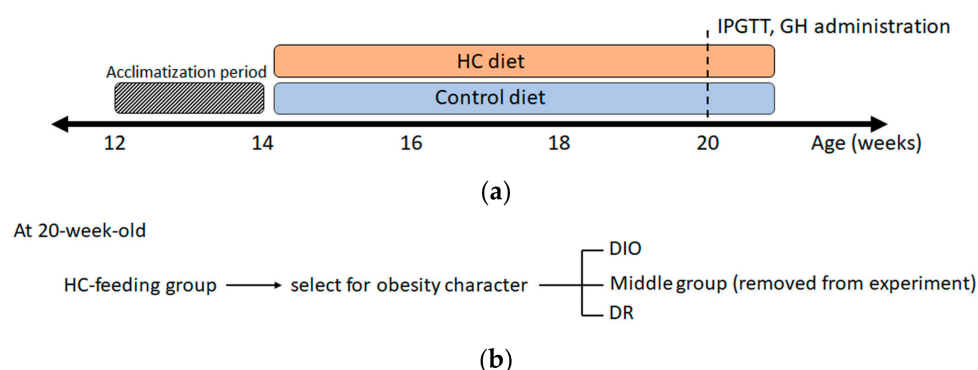 IPGTT, GH administration
HC diet
Acclimatization period
Control diet
12 14 16 18 20 Age (weeks)
(a)
At 20-week-old
DIO
HC-feeding group select for obesity character Middle group (removed from experiment)
DR
(b)